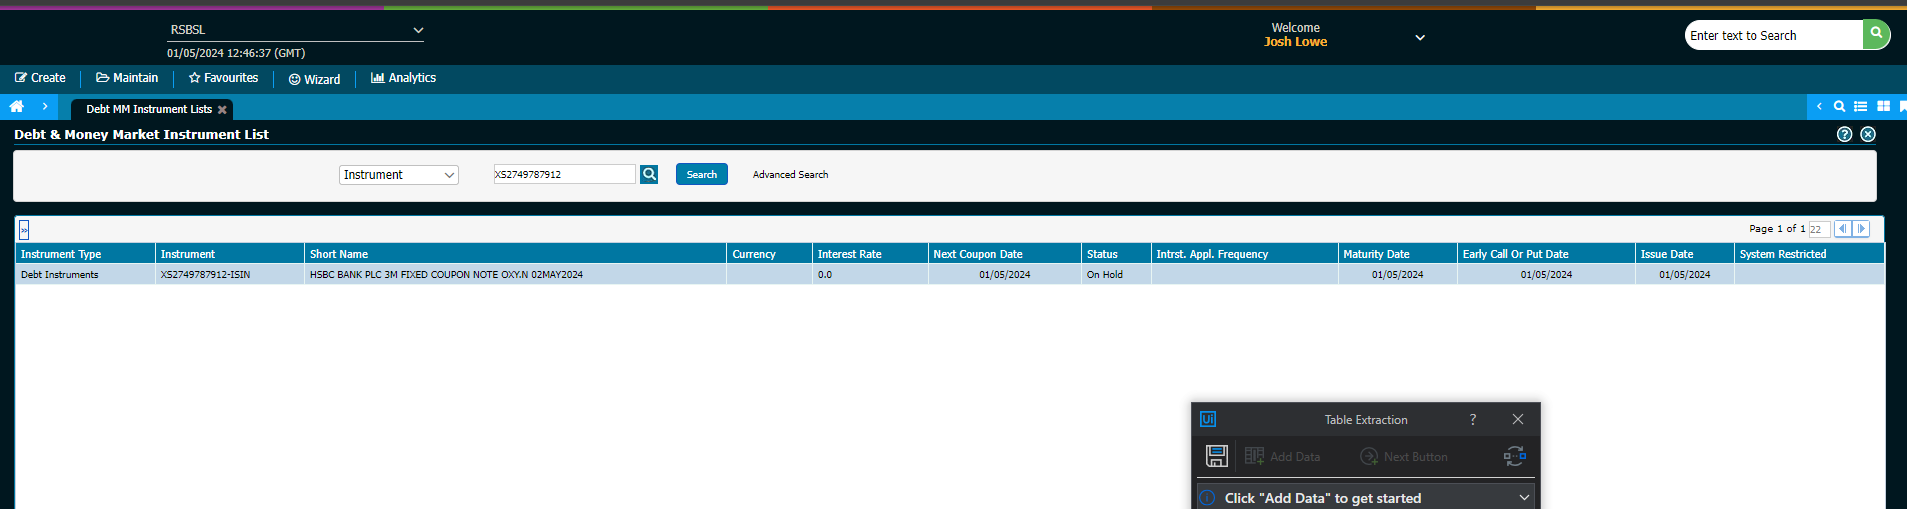 RSBSL
01/05/2024 12:46:37 (GMT)
Welcome
Josh Lowe
Enter text to Search
Create Maintain Favourites Wizard Analytics
Debt MM Instrument Lists
Debt & Money Market Instrument List
Instrument XS2749787912 Search Advanced Search
» Page 1 of 1 22
Instrument Type Instrument Short Name Currency Interest Rate Next Coupon Date Status Intrst. Appl. Frequency Maturity Date Early Call Or Put Date Issue Date System Restricted
Debt Instruments XS2749787912-ISIN HSBC BANK PLC 3M FIXED COUPON NOTE OXY.N 02MAY2024 0.0 01/05/2024 On Hold 01/05/2024 01/05/2024 01/05/2024
Ui Table Extraction ?
Add Data Next Button
Click "Add Data" to get started